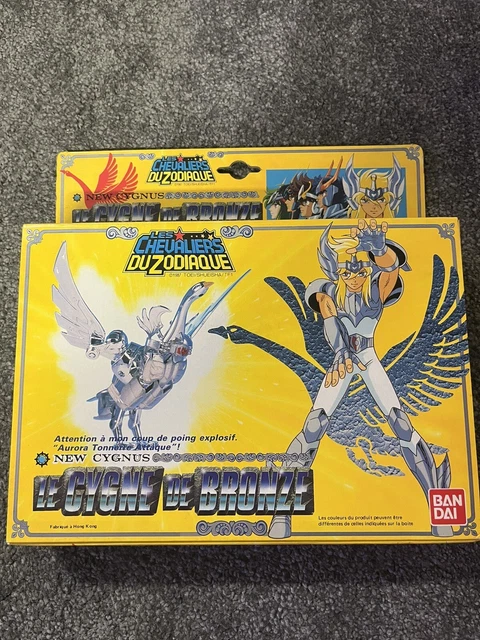 LES
CHEVALIERS
DU ZODIAQUE
NEW CYGNUS
LE CYGNE DE BRONZE
LES
CHEVALIERS
DU ZODIAQUE
Attention à mon coup de poing explosif.
"Aurora Tonnerre Attaque"!
NEW CYGNUS
LE CYGNE DE BRONZE
Fabriqué à Hong Kong
Les couleurs du produit peuvent être
différentes de celles indiquées sur la boîte
BAN
DAI